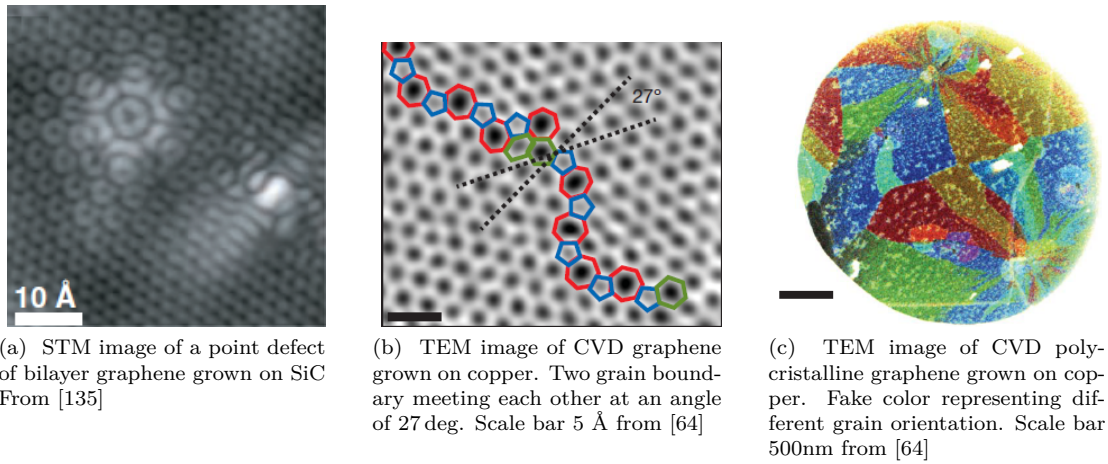 10 Å
27°
(a) STM image of a point defect
of bilayer graphene grown on SiC
From [135]
(b) TEM image of CVD graphene
grown on copper. Two grain bound-
ary meeting each other at an angle
of 27 deg. Scale bar 5 Å from [64]
(c) TEM image of CVD poly-
cristalline graphene grown on cop-
per. Fake color representing dif-
ferent grain orientation. Scale bar
500nm from [64]